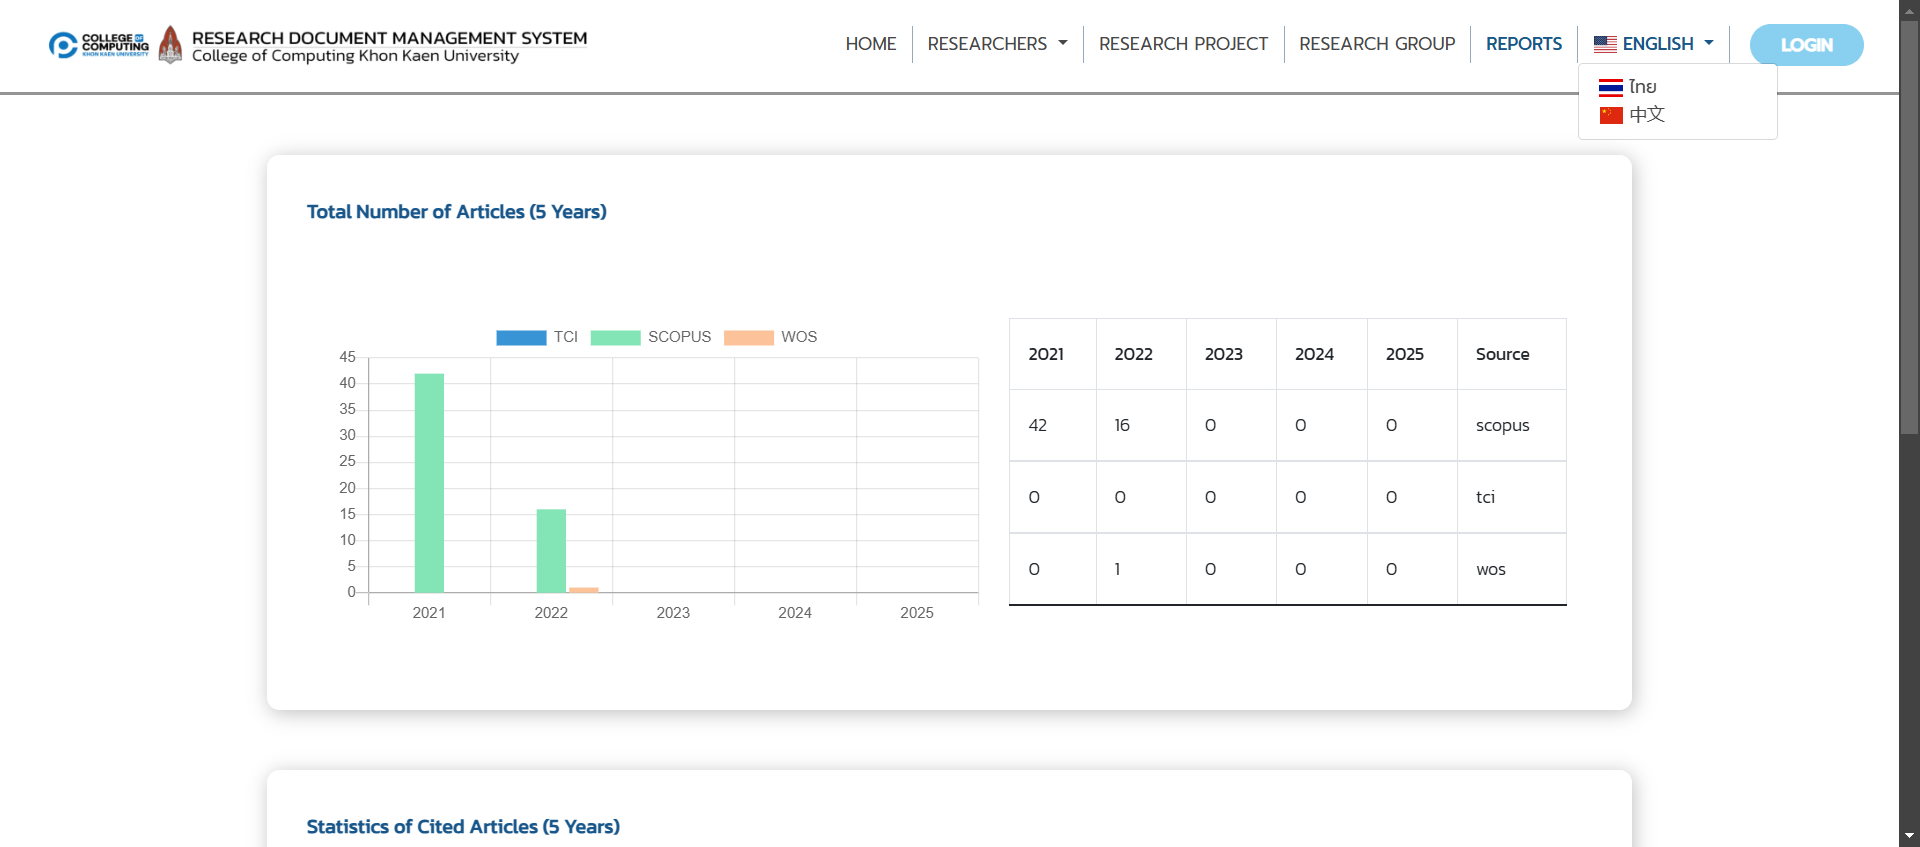 COLLEGE OF
COMPUTING
KHON KAEN UNIVERSITY
RESEARCH DOCUMENT MANAGEMENT SYSTEM
College of Computing Khon Kaen University
HOME
RESEARCHERS
RESEARCH PROJECT
RESEARCH GROUP
REPORTS
ENGLISH
LOGIN
ไทย
中文
Total Number of Articles (5 Years)
TCI SCOPUS WOS
45
40
35
30
25
20
15
10
5
0
2021 2022 2023 2024 2025
2021 2022 2023 2024 2025 Source
42 16 0 0 0 scopus
0 0 0 0 0 tci
0 1 0 0 0 wos
Statistics of Cited Articles (5 Years)